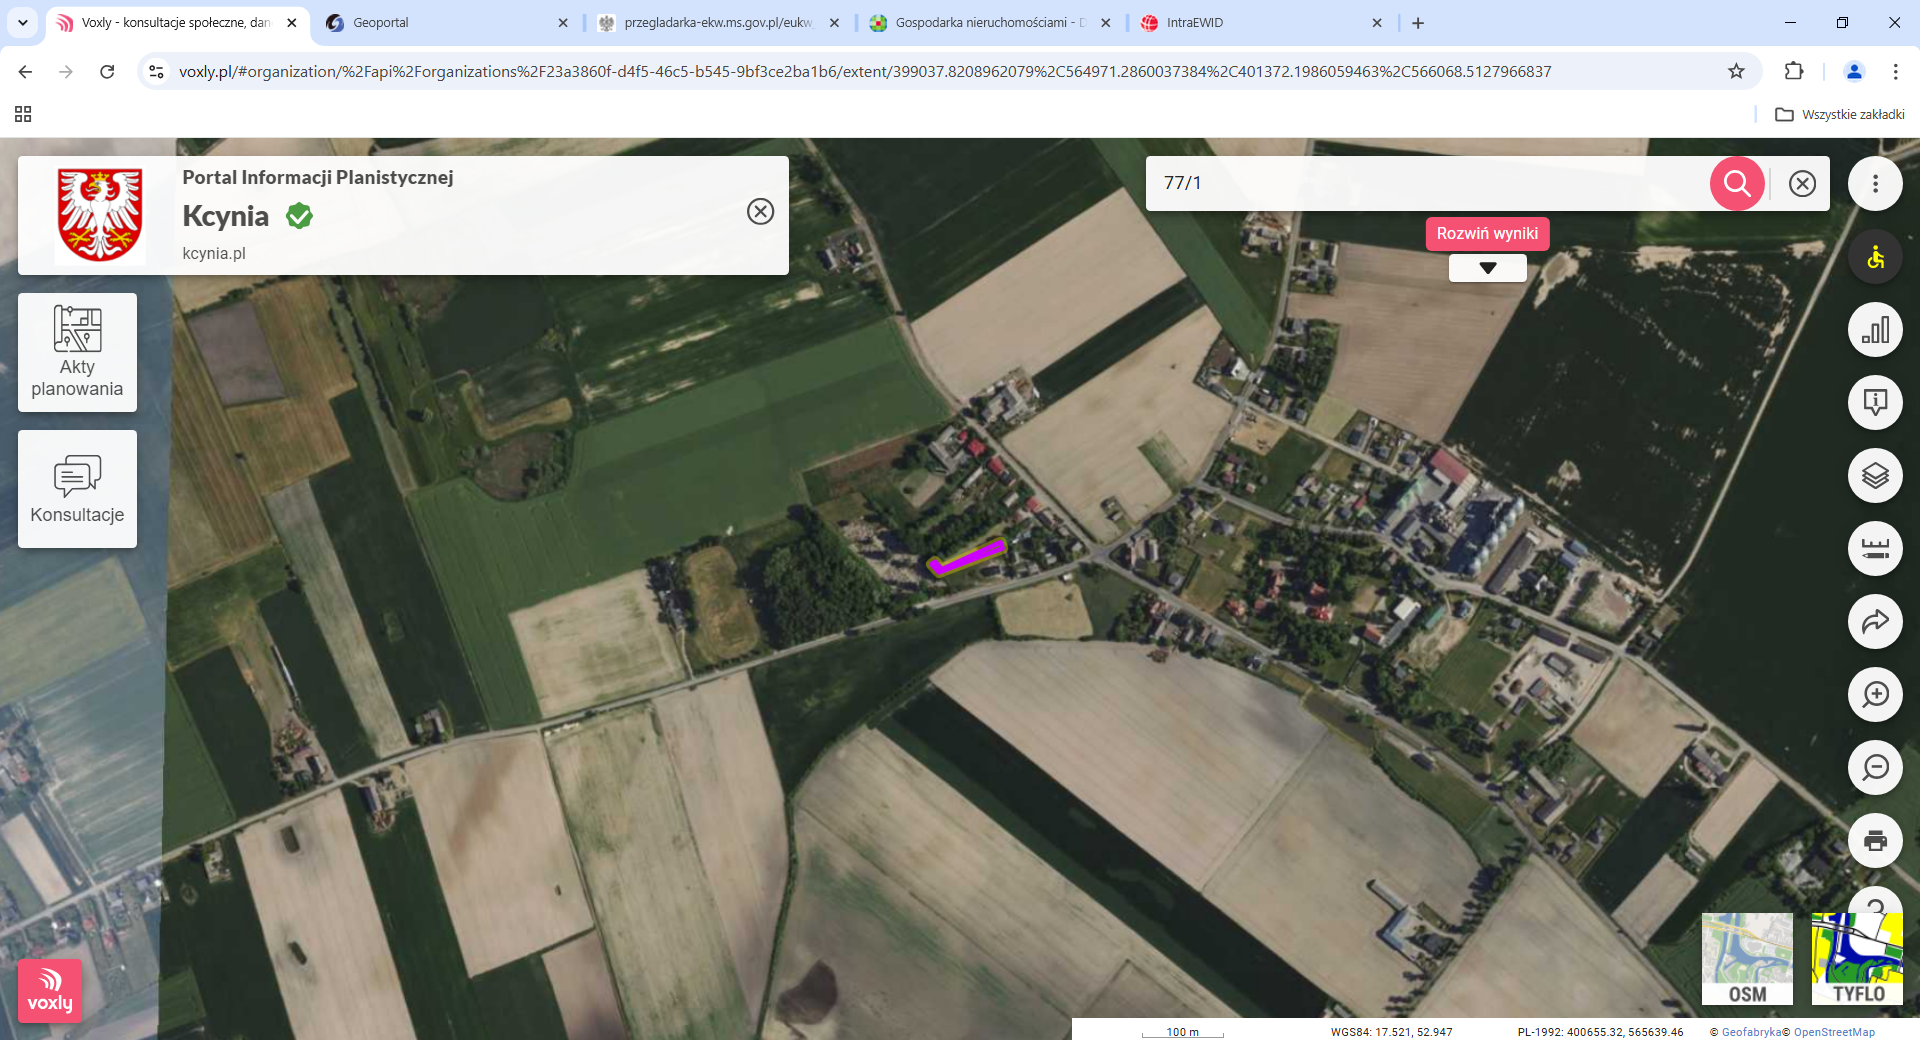 Voxly - konsultacje społeczne, dan
Geoportal
przegladarka-ekw.ms.gov.pl/eukw
Gospodarka nieruchomościami - D
IntraEWID
voxly.pl/#organization/%2Fapi%2Forganizations%2F23a3860f-d4f5-46c5-b545-9bf3ce2ba1b6/extent/399037.8208962079%2C564971.2860037384%2C401372.1986059463%2C566068.5127966837
Wszystkie zakładki
Portal Informacji Planistycznej
Kcynia
kcynia.pl
77/1
Rozwiń wyniki
Akty
planowania
Konsultacje
voxly
OSM
TYFLO
100 m
WGS84: 17.521, 52.947
PL-1992: 400655.32, 565639.46
© Geofabryka© OpenStreetMap